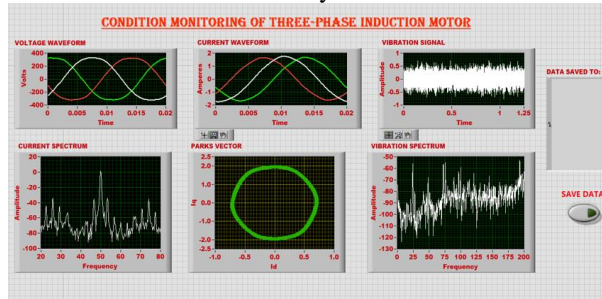 CONDITION MONITORING OF THREE-PHASE INDUCTION MOTOR
VOLTAGE WAVEFORM
Volts
400
200
0
-200
-400
0 0.005 0.01 0.015 0.02
Time
CURRENT WAVEFORM
Amperes
2
1
0
-1
-2
0 0.005 0.01 0.015 0.02
Time
VIBRATION SIGNAL
Amplitude
1
0.5
0
-0.5
-1
0 0.5 1 1.25
Time
DATA SAVED TO:
CURRENT SPECTRUM
Amplitude
20
0
-20
-40
-60
-80
-100
20 30 40 50 60 70 80
Frequency
PARKS VECTOR
Iq
2.5
2.0
1.0
0.0
-1.0
-2.0
-2.5
-1.0 -0.5 0.0 0.5 1.0
Id
VIBRATION SPECTRUM
Amplitude
-50
-60
-70
-80
-90
-100
-110
-120
-130
0 25 50 75 100 125 150 175 200
Frequency
SAVE DATA